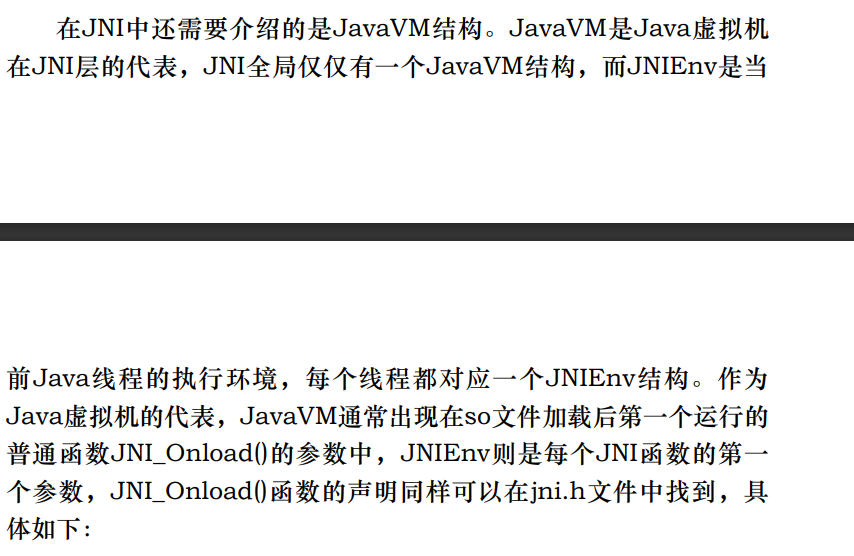 在JNI中还需要介绍的是JavaVM结构。JavaVM是Java虚拟机
在JNI层的代表，JNI全局仅仅有一个JavaVM结构，而JNIEnv是当
前Java线程的执行环境，每个线程都对应一个JNIEnv结构。作为
Java虚拟机的代表，JavaVM通常出现在so文件加载后第一个运行的
普通函数JNI_Onload()的参数中，JNIEnv则是每个JNI函数的第一
个参数，JNI_Onload()函数的声明同样可以在jni.h文件中找到，具
体如下：